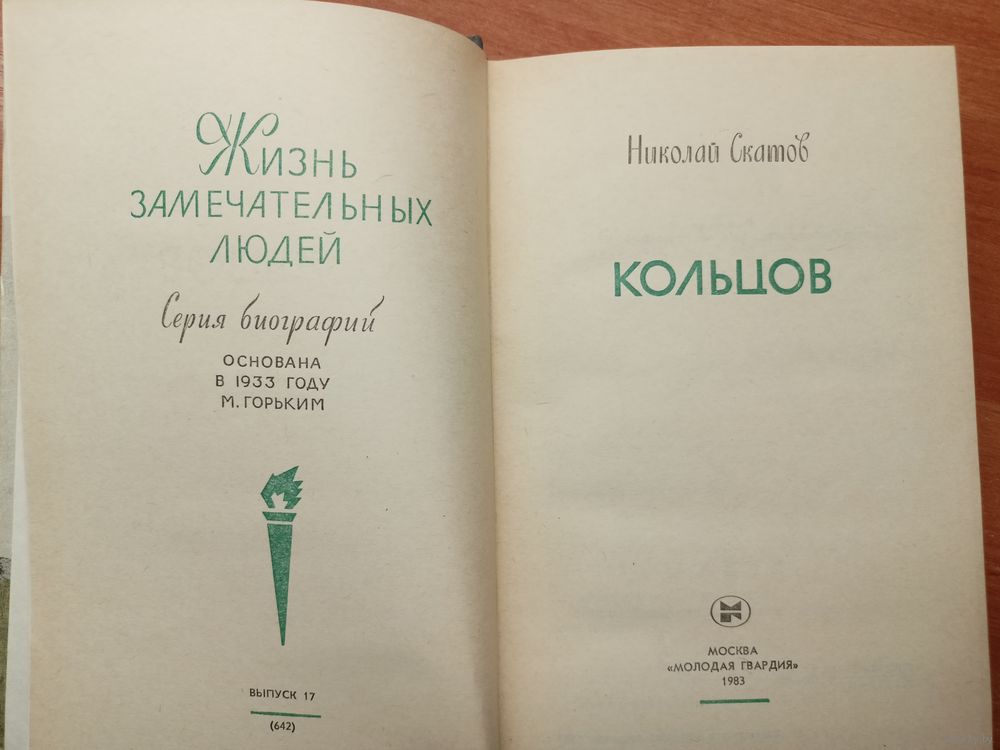 Жизнь
ЗАМЕЧАТЕЛЬНЫХ
ЛЮДЕЙ
Серия биографий
ОСНОВАНА
В 1933 ГОДУ
М. ГОРЬКИМ
ВЫПУСК 17
(642)
Николай Скатов
КОЛЬЦОВ
МОСКВА
«МОЛОДАЯ ГВАРДИЯ»
1983